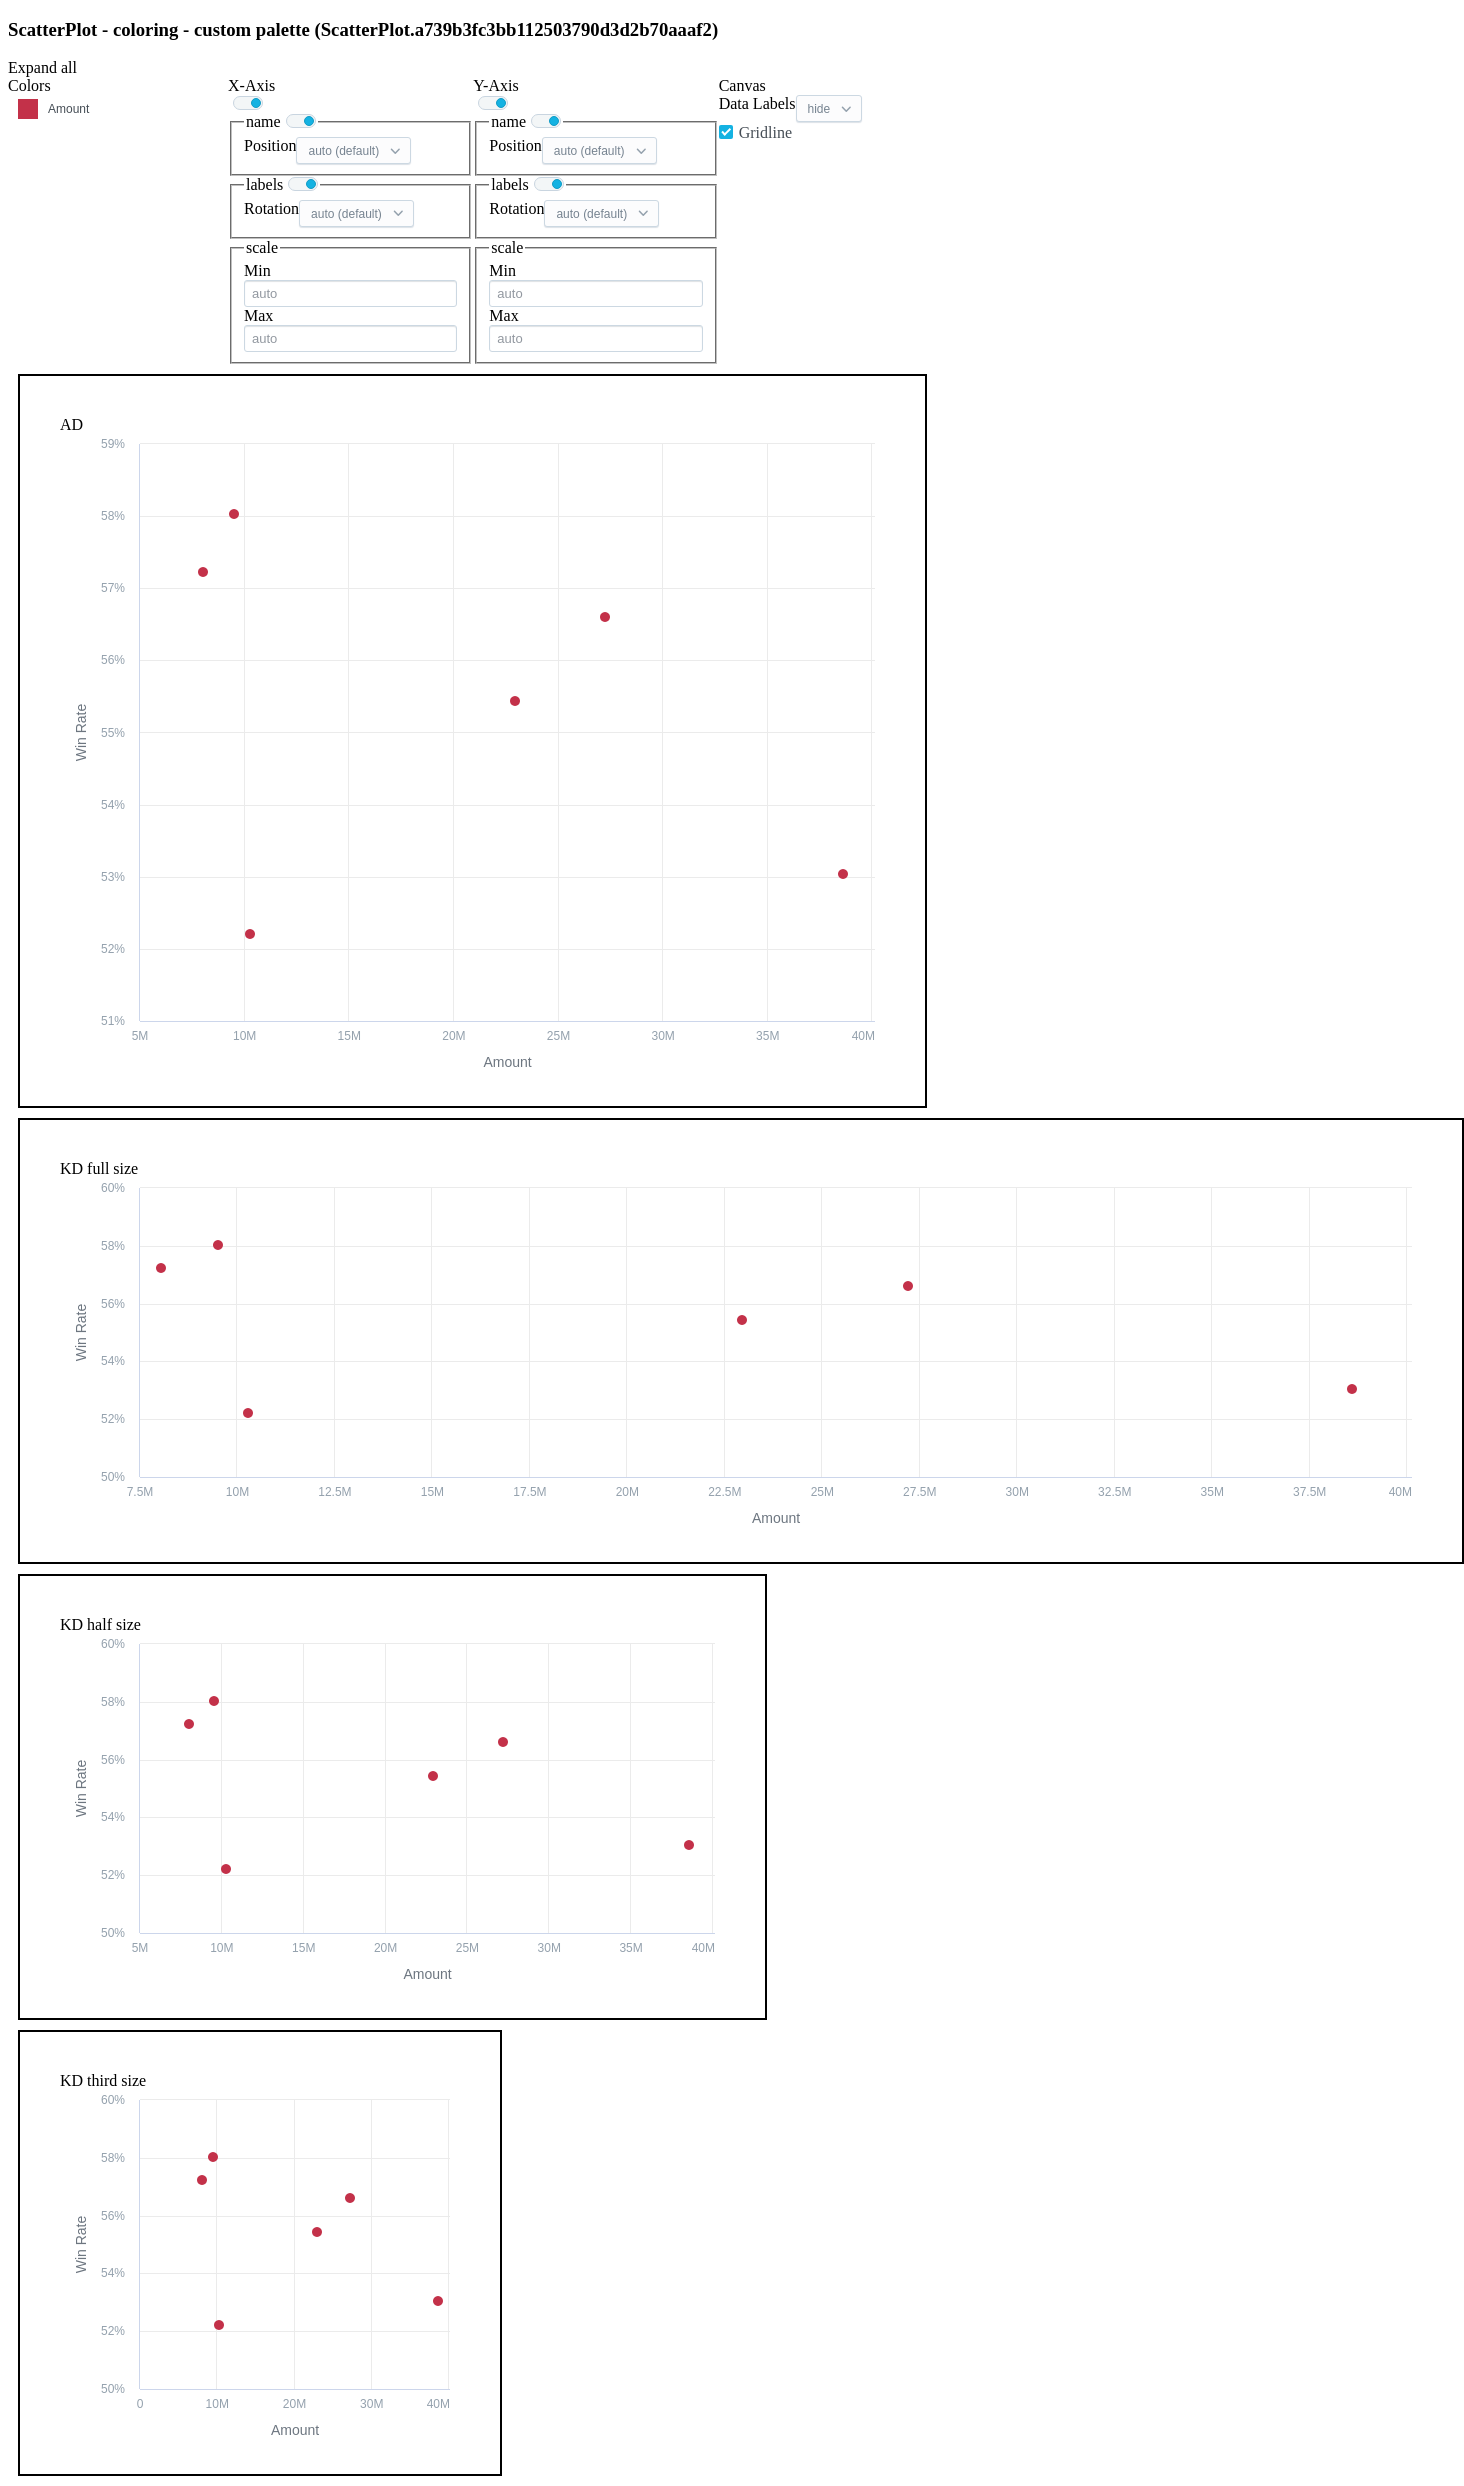 ScatterPlot - coloring - custom palette (ScatterPlot.a739b3fc3bb112503790d3d2b70aaaf2)
Expand all
Colors
Amount
X-Axis
name
Position auto (default)
labels
Rotation auto (default)
scale
Min
auto
Max
auto
Y-Axis
name
Position auto (default)
labels
Rotation auto (default)
scale
Min
auto
Max
auto
Canvas
Data Labels hide
Gridline
AD
59%
58%
57%
56%
55%
54%
53%
52%
51%
Win Rate
5M 10M 15M 20M 25M 30M 35M 40M
Amount
KD full size
60%
58%
56%
54%
52%
50%
Win Rate
7.5M 10M 12.5M 15M 17.5M 20M 22.5M 25M 27.5M 30M 32.5M 35M 37.5M 40M
Amount
KD half size
60%
58%
56%
54%
52%
50%
Win Rate
5M 10M 15M 20M 25M 30M 35M 40M
Amount
KD third size
60%
58%
56%
54%
52%
50%
Win Rate
0 10M 20M 30M 40M
Amount